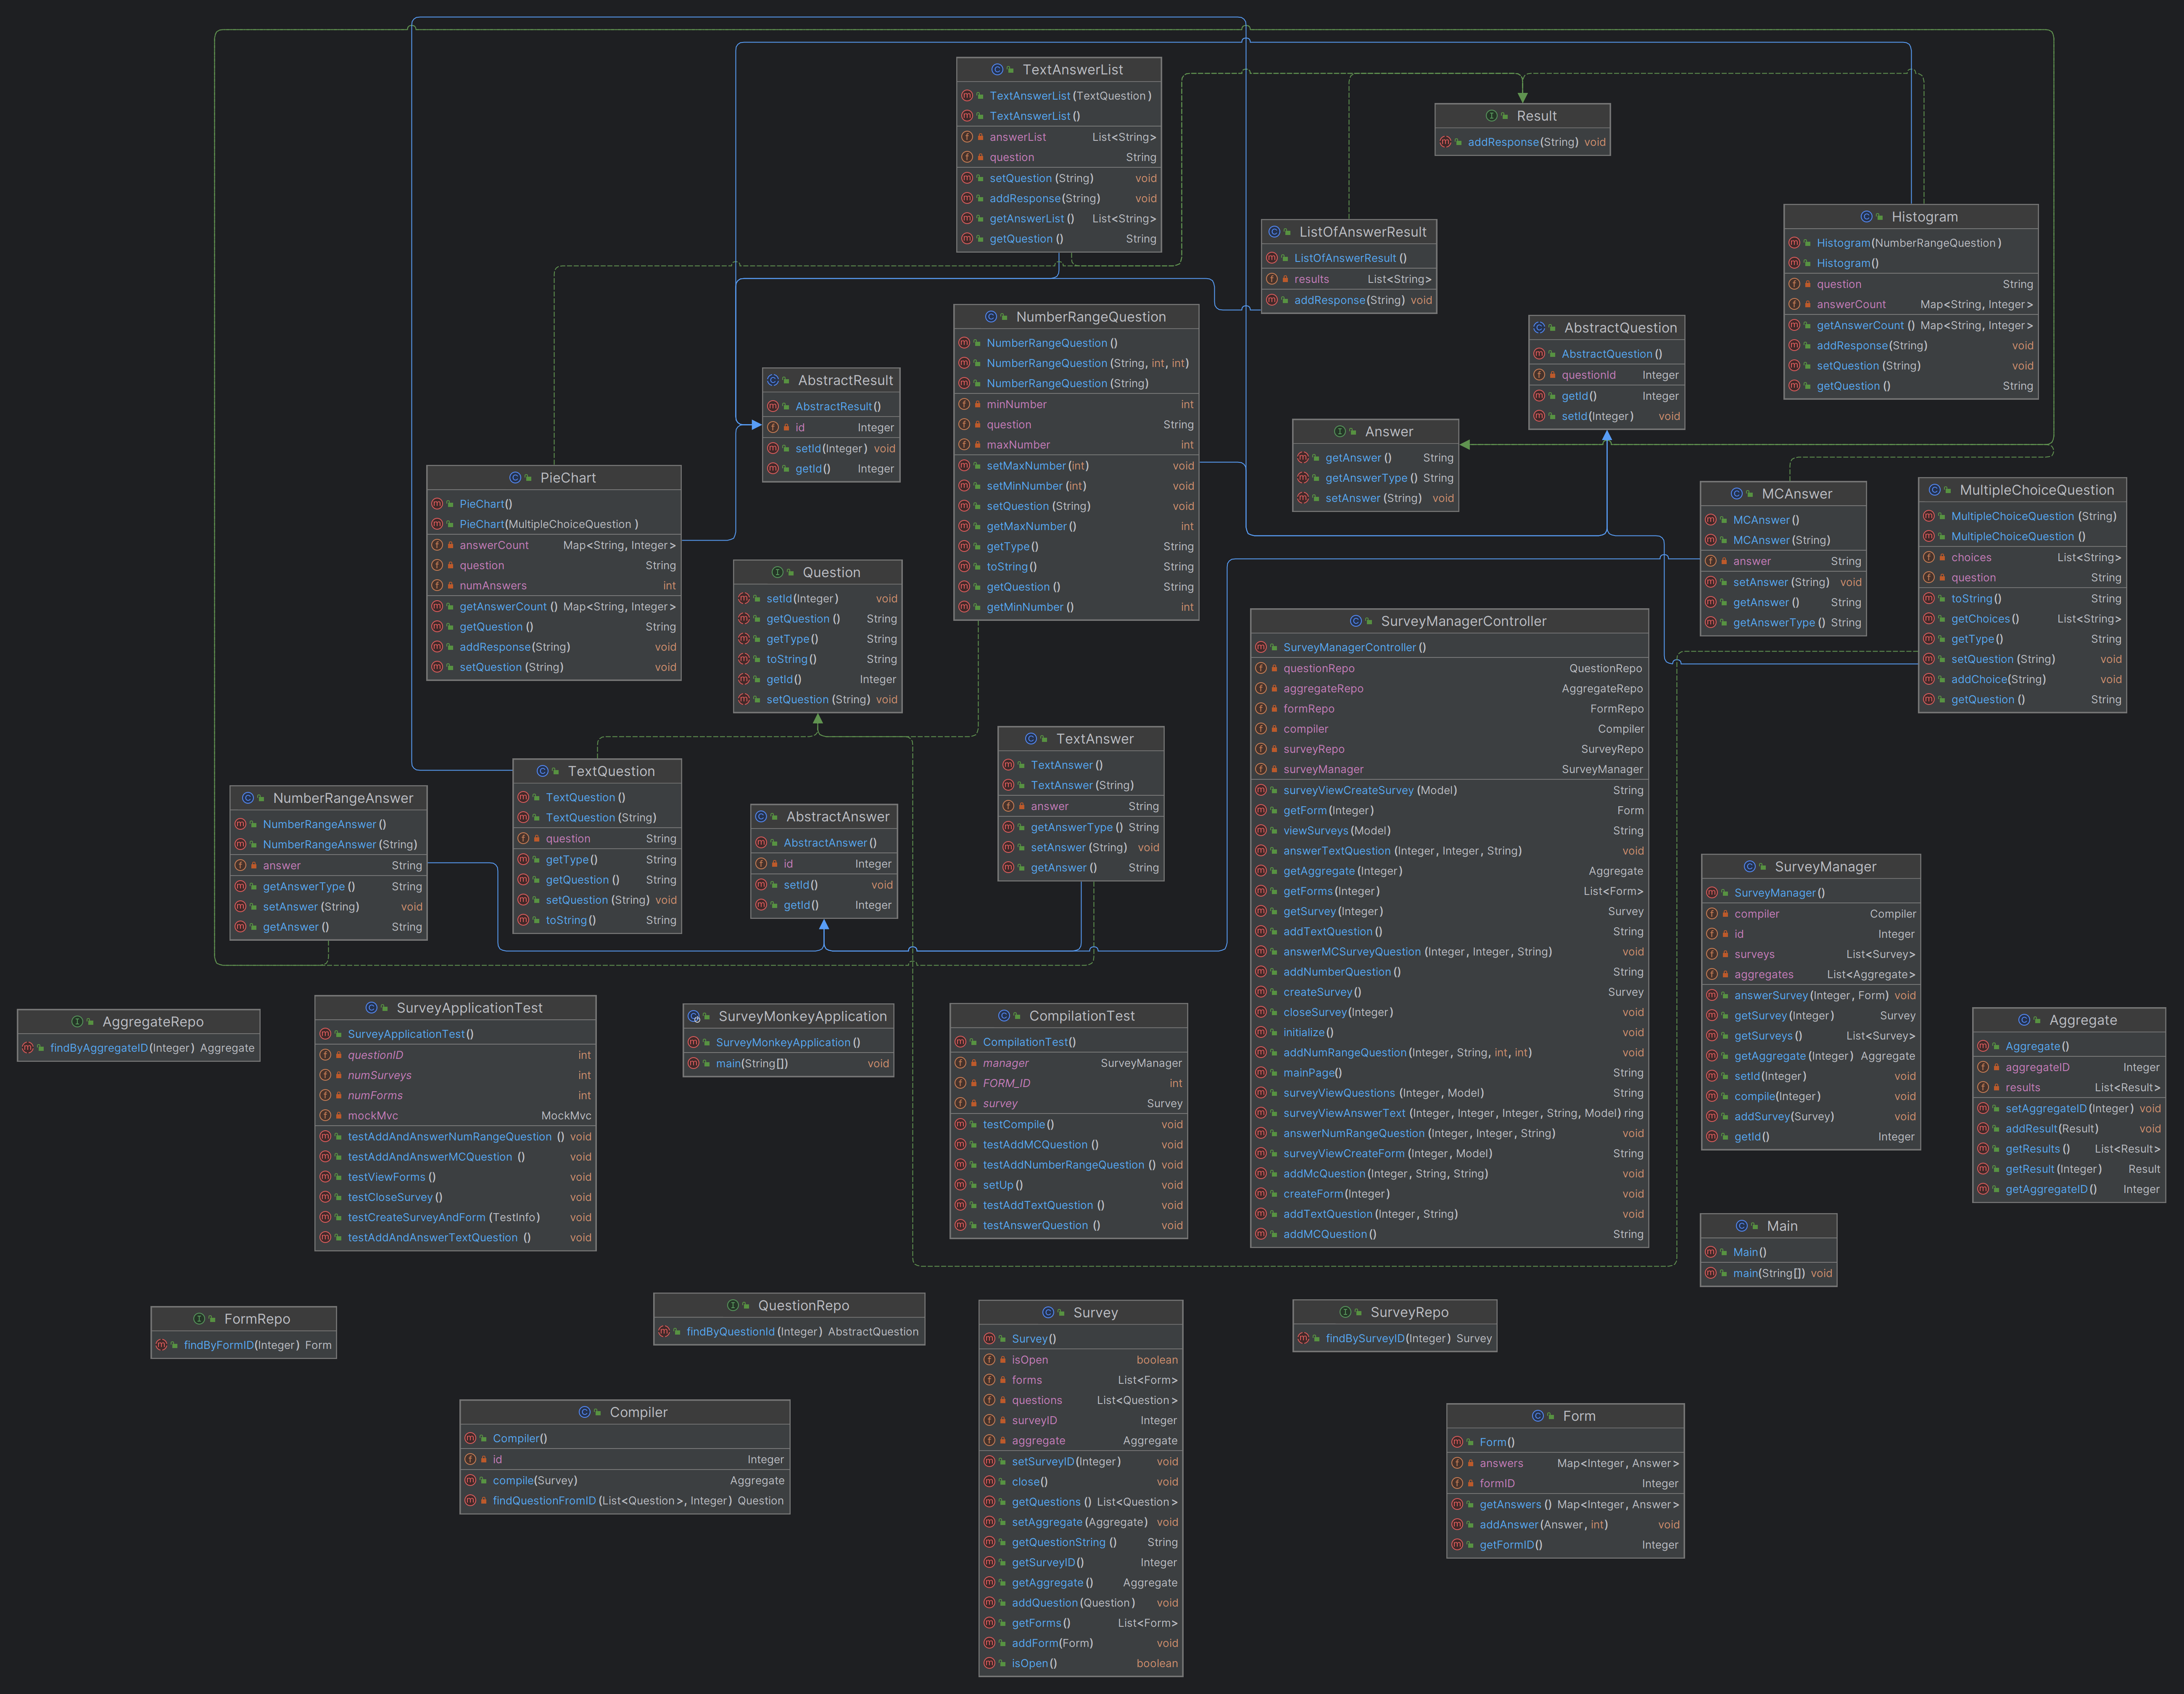 TextAnswerList
TextAnswerList(TextQuestion)
TextAnswerList()
answerList List<String>
question String
setQuestion(String) void
addResponse(String) void
getAnswerList() List<String>
getQuestion() String
Result
addResponse(String) void
ListOfAnswerResult
ListOfAnswerResult()
results List<String>
addResponse(String) void
Histogram
Histogram(NumberRangeQuestion)
Histogram()
question String
answerCount Map<String, Integer>
getAnswerCount() Map<String, Integer>
addResponse(String) void
setQuestion(String) void
getQuestion() String
NumberRangeQuestion
NumberRangeQuestion()
NumberRangeQuestion(String, int, int)
NumberRangeQuestion(String)
minNumber int
question String
maxNumber int
setMaxNumber(int) void
setMinNumber(int) void
setQuestion(String) void
getMaxNumber() int
getType() String
toString() String
getQuestion() String
getMinNumber() int
AbstractQuestion
AbstractQuestion()
questionId Integer
getId() Integer
setId(Integer) void
AbstractResult
AbstractResult()
id Integer
setId(Integer) void
getId() Integer
Answer
getAnswer() String
getAnswerType() String
setAnswer(String) void
PieChart
PieChart()
PieChart(MultipleChoiceQuestion)
answerCount Map<String, Integer>
question String
numAnswers int
getAnswerCount() Map<String, Integer>
getQuestion() String
addResponse(String) void
setQuestion(String) void
MCAnswer
MCAnswer()
MCAnswer(String)
answer String
setAnswer(String) void
getAnswer() String
getAnswerType() String
MultipleChoiceQuestion
MultipleChoiceQuestion(String)
MultipleChoiceQuestion()
choices List<String>
question String
toString() String
getChoices() List<String>
getType() String
setQuestion(String) void
addChoice(String) void
getQuestion() String
Question
setId(Integer) void
getQuestion() String
getType() String
toString() String
getId() Integer
setQuestion(String) void
SurveyManagerController
SurveyManagerController()
questionRepo QuestionRepo
aggregateRepo AggregateRepo
formRepo FormRepo
compiler Compiler
surveyRepo SurveyRepo
surveyManager SurveyManager
surveyViewCreateSurvey(Model) String
getForm(Integer) Form
viewSurveys(Model) String
answerTextQuestion(Integer, Integer, String) void
getAggregate(Integer) Aggregate
getForms(Integer) List<Form>
getSurvey(Integer) Survey
addTextQuestion() String
answerMCSurveyQuestion(Integer, Integer, String) void
addNumberQuestion() String
createSurvey() Survey
closeSurvey(Integer) void
initialize() void
addNumRangeQuestion(Integer, String, int, int) void
mainPage() String
surveyViewQuestions(Integer, Model) String
surveyViewAnswerText(Integer, Integer, Integer, String, Model) ring
answerNumRangeQuestion(Integer, Integer, String) void
surveyViewCreateForm(Integer, Model) String
addMcQuestion(Integer, String, String) void
createForm(Integer) void
addTextQuestion(Integer, String) void
addMCQuestion() String
TextAnswer
TextAnswer()
TextAnswer(String)
answer String
getAnswerType() String
setAnswer(String) void
getAnswer() String
TextQuestion
TextQuestion()
TextQuestion(String)
question String
getType() String
getQuestion() String
setQuestion(String) void
toString() String
NumberRangeAnswer
NumberRangeAnswer()
NumberRangeAnswer(String)
answer String
getAnswerType() String
setAnswer(String) void
getAnswer() String
AbstractAnswer
AbstractAnswer()
id Integer
setId() void
getId() Integer
SurveyManager
SurveyManager()
compiler Compiler
id Integer
surveys List<Survey>
aggregates List<Aggregate>
answerSurvey(Integer, Form) void
getSurvey(Integer) Survey
getSurveys() List<Survey>
getAggregate(Integer) Aggregate
setId(Integer) void
compile(Integer) void
addSurvey(Survey) void
getId() Integer
AggregateRepo
findByAggregateID(Integer) Aggregate
SurveyApplicationTest
SurveyApplicationTest()
questionID int
numSurveys int
numForms int
mockMvc MockMvc
testAddAndAnswerNumRangeQuestion() void
testAddAndAnswerMCQuestion() void
testViewForms() void
testCloseSurvey() void
testCreateSurveyAndForm(TestInfo) void
testAddAndAnswerTextQuestion() void
SurveyMonkeyApplication
SurveyMonkeyApplication()
main(String[]) void
CompilationTest
CompilationTest()
manager SurveyManager
FORM_ID int
survey Survey
testCompile() void
testAddMCQuestion() void
testAddNumberRangeQuestion() void
setUp() void
testAddTextQuestion() void
testAnswerQuestion() void
Aggregate
Aggregate()
aggregateID Integer
results List<Result>
setAggregateID(Integer) void
addResult(Result) void
getResults() List<Result>
getResult(Integer) Result
getAggregateID() Integer
Main
Main()
main(String[]) void
FormRepo
findByFormID(Integer) Form
QuestionRepo
findByQuestionId(Integer) AbstractQuestion
Survey
Survey()
isOpen boolean
forms List<Form>
questions List<Question>
surveyID Integer
aggregate Aggregate
setSurveyID(Integer) void
close() void
getQuestions() List<Question>
setAggregate(Aggregate) void
getQuestionString() String
getSurveyID() Integer
getAggregate() Aggregate
addQuestion(Question) void
getForms() List<Form>
addForm(Form) void
isOpen() boolean
SurveyRepo
findBySurveyID(Integer) Survey
Compiler
Compiler()
id Integer
compile(Survey) Aggregate
findQuestionFromID(List<Question>, Integer) Question
Form
Form()
answers Map<Integer, Answer>
formID Integer
getAnswers() Map<Integer, Answer>
addAnswer(Answer, int) void
getFormID() Integer